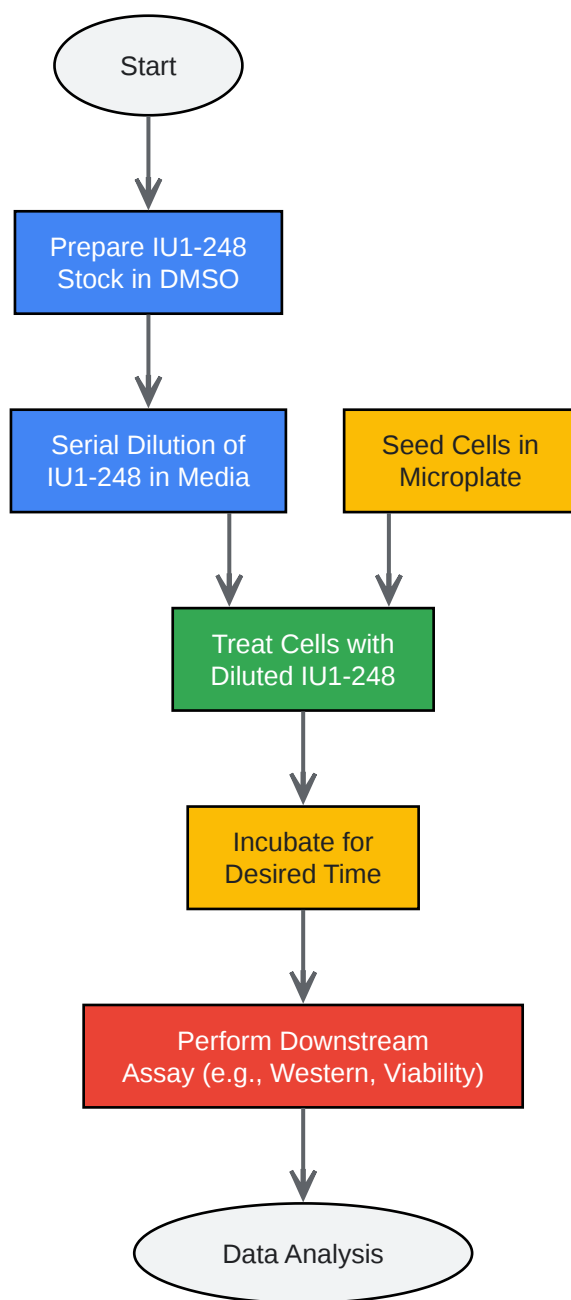 Start
Prepare IU1-248
Stock in DMSO
Serial Dilution of
IU1-248 in Media
Seed Cells in
Microplate
Treat Cells with
Diluted IU1-248
Incubate for
Desired Time
Perform Downstream
Assay (e.g., Western, Viability)
Data Analysis